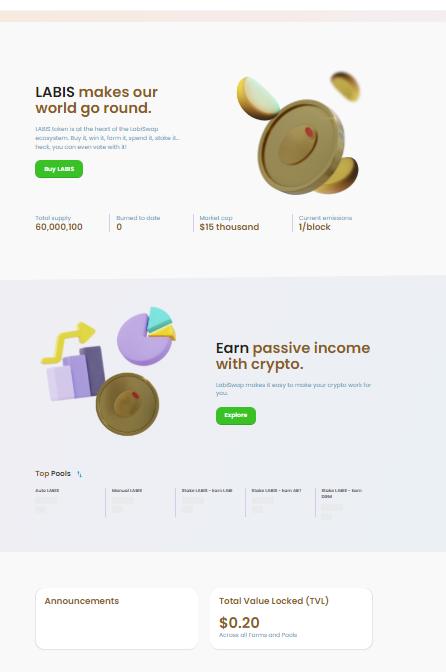 LABIS makes our
world go round.
LABIS token is at the heart of the LabiSwap
ecosystem. Buy it, win it, farm it, spend it, stake it...
heck, you can even vote with it!
Buy LABIS
Total supply
60,000,100
Burned to date
0
Market cap
$15 thousand
Current emissions
1/block
Earn passive income
with crypto.
LabiSwap makes it easy to make your crypto work for
you.
Explore
Top Pools
Auto LABIS
Manual LABIS
Stake LABIS - Earn LAB
Stake LABIS - Earn
Stake LABIS - Earn
Announcements
Total Value Locked (TVL)
$0.20
Across all Farms and Pools